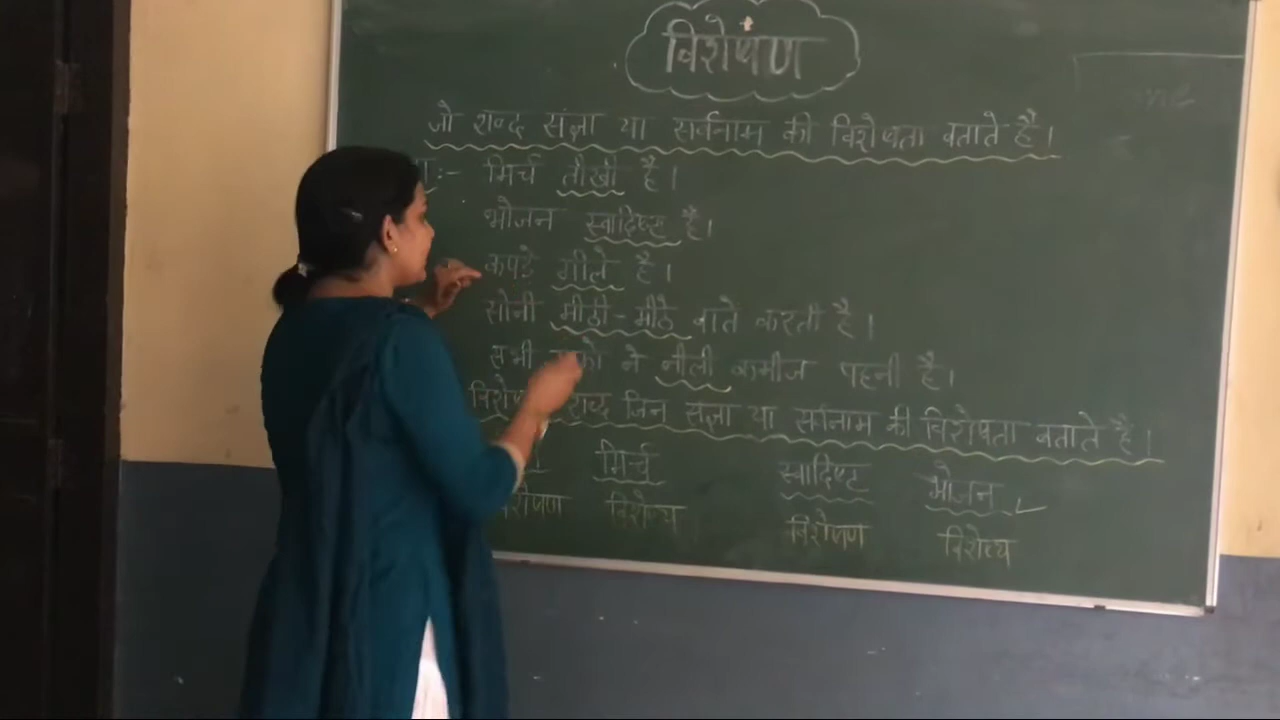 विशेषण
जो शब्द संज्ञा या सर्वनाम की विशेषता बताते है।
:- मिर्च तीखी है।
भोजन स्वादिष्ट है।
कपडे गीले है।
सोनी मीठी-मीठे बाते करती है।
सभी ने नीली कमीज पहनी है।
शब्द जिन संज्ञा या सर्वनाम की विशेषता बताते है।
मिर्च स्वादिष्ट भोजन
विशेषण विशेष्य विशेषण विशेष्य